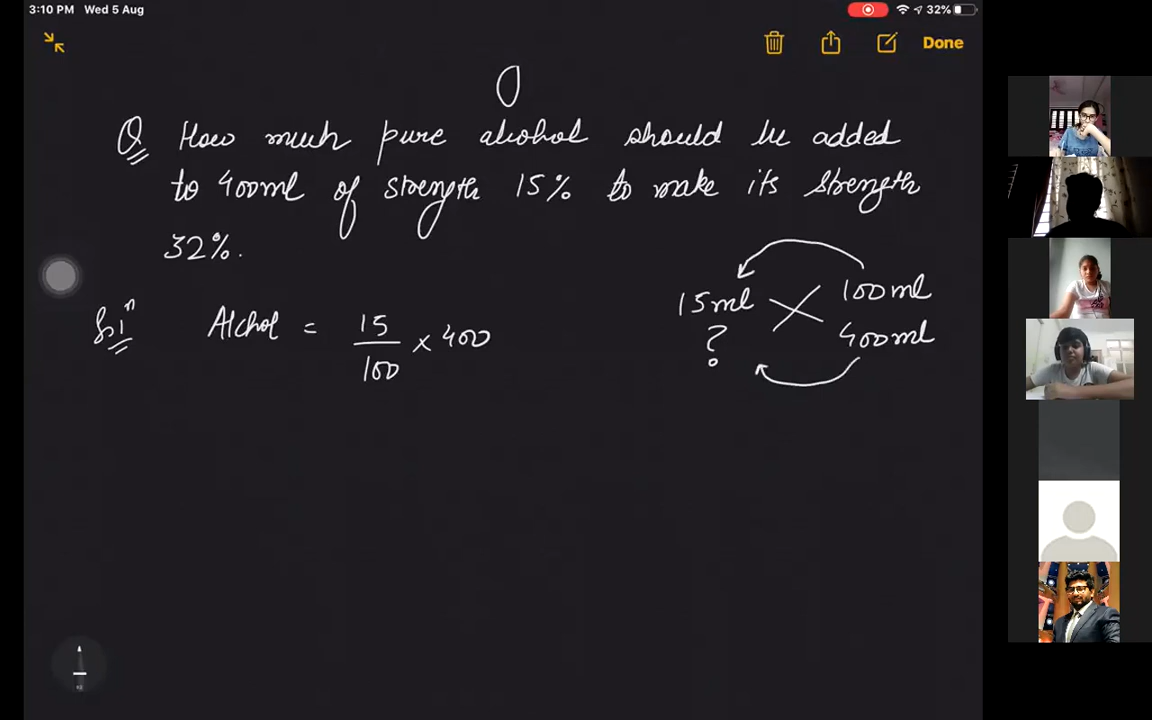 3:10 PM Wed 5 Aug
32%
Done
Q How much pure alcohol should be added
to 400ml of strength 15% to make its strength
32%.
Solⁿ Alchol = 15/100 × 400
15ml 100ml
? 400ml